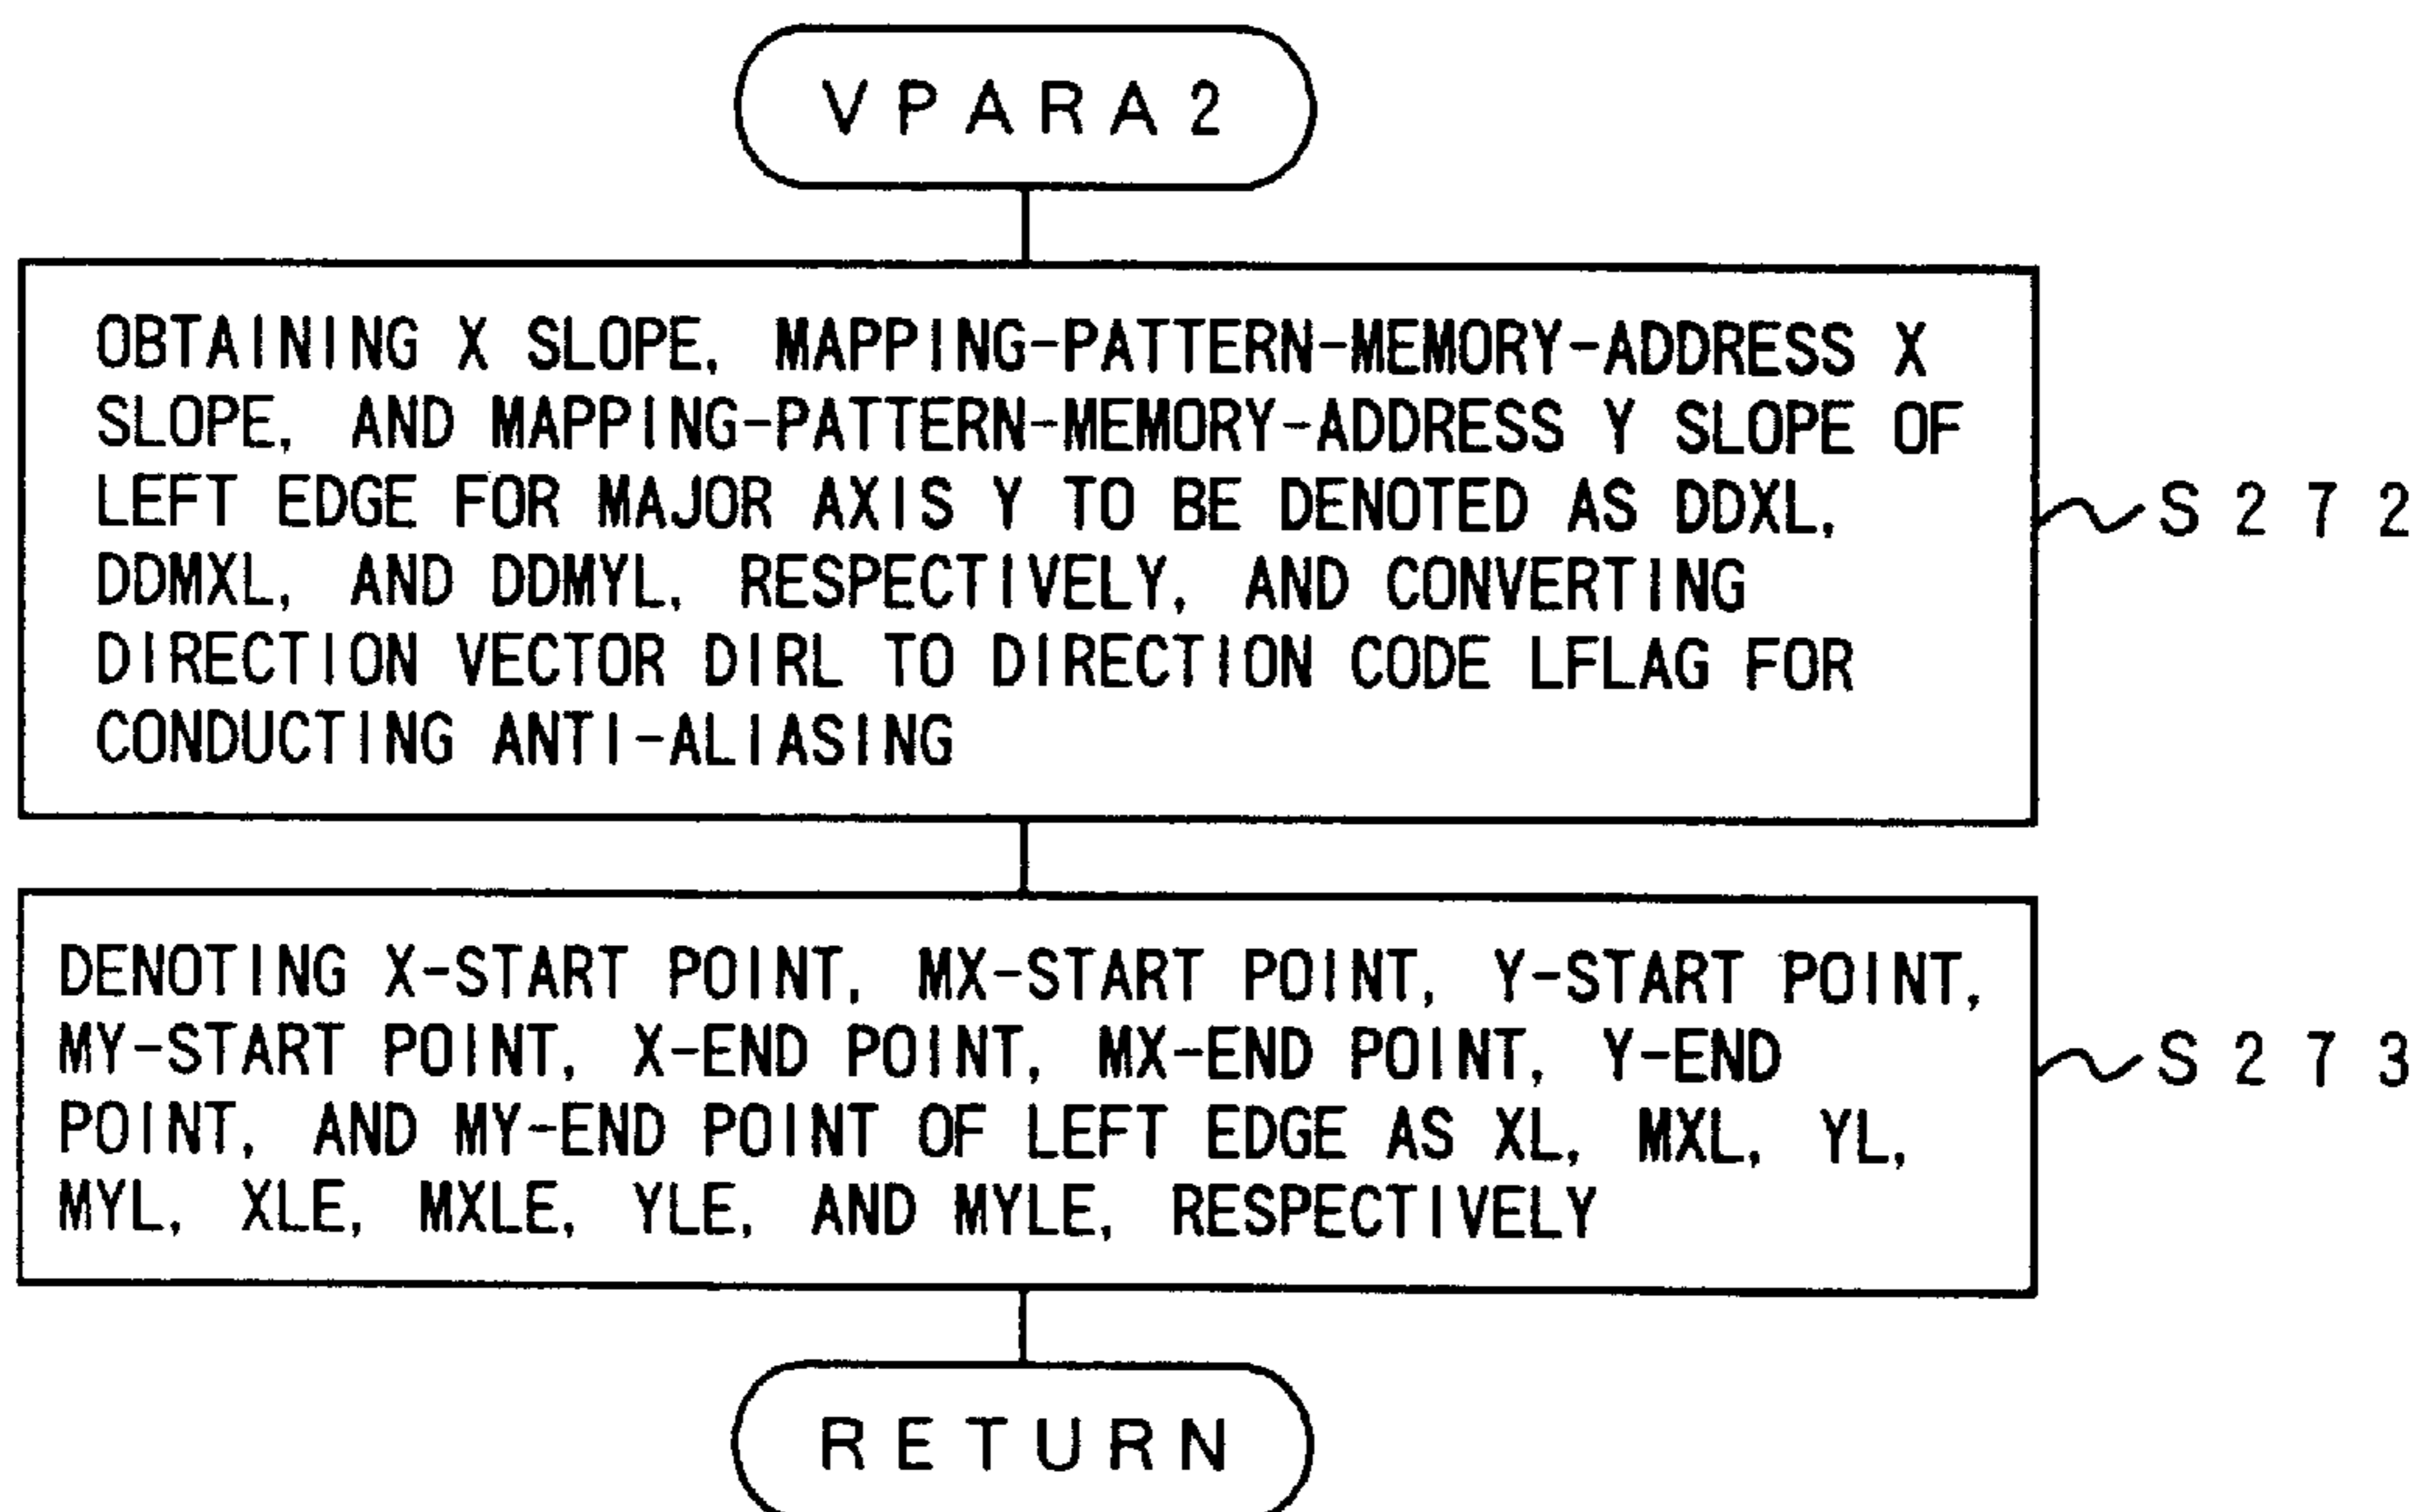 VPARA2
OBTAINING X SLOPE, MAPPING-PATTERN-MEMORY-ADDRESS X
SLOPE, AND MAPPING-PATTERN-MEMORY-ADDRESS Y SLOPE OF
LEFT EDGE FOR MAJOR AXIS Y TO BE DENOTED AS DDXL,
DDMXL, AND DDMYL, RESPECTIVELY, AND CONVERTING
DIRECTION VECTOR DIRL TO DIRECTION CODE LFLAG FOR
CONDUCTING ANTI-ALIASING
S272
DENOTING X-START POINT, MX-START POINT, Y-START POINT,
MY-START POINT, X-END POINT, MX-END POINT, Y-END
POINT, AND MY-END POINT OF LEFT EDGE AS XL, MXL, YL,
MYL, XLE, MXLE, YLE, AND MYLE, RESPECTIVELY
S273
RETURN